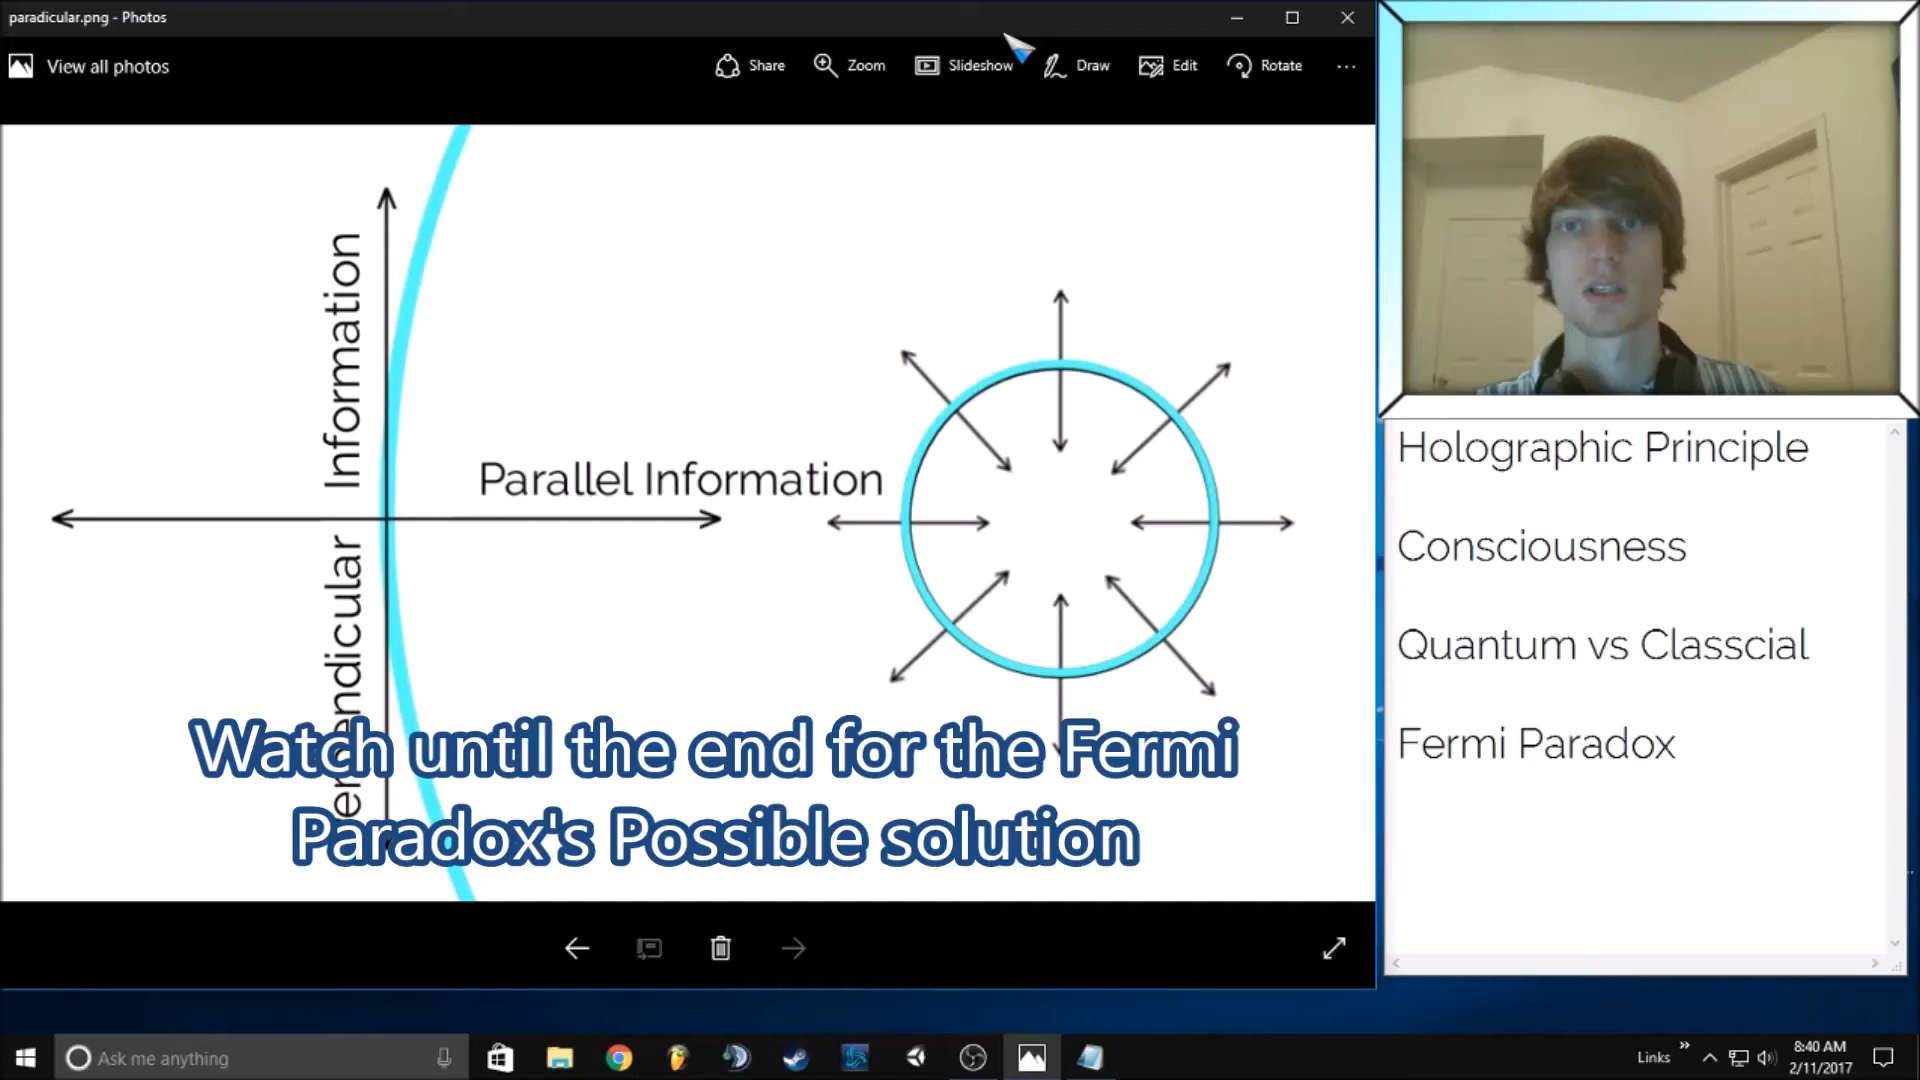 paradicular.png - Photos
View all photos
Share
Zoom
Slideshow
Draw
Edit
Rotate
Perpendicular Information
Parallel Information
Watch until the end for the Fermi
Paradox's Possible solution
Holographic Principle
Consciousness
Quantum vs Classcial
Fermi Paradox
Ask me anything
Links
8:40 AM
2/11/2017